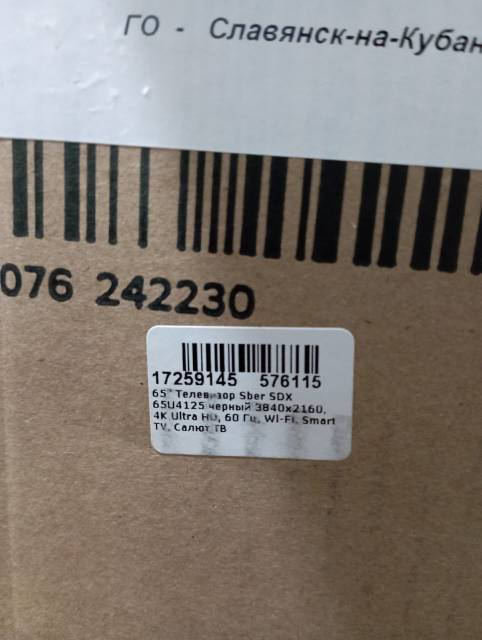 ГО - Славянск-на-Кубан
076 242230
17259145 576115
65" Телевизор Sber SDX
65U4125 черный 3840x2160,
4K Ultra HD, 60 Гц, Wi-Fi, Smart
TV, Салют ТВ